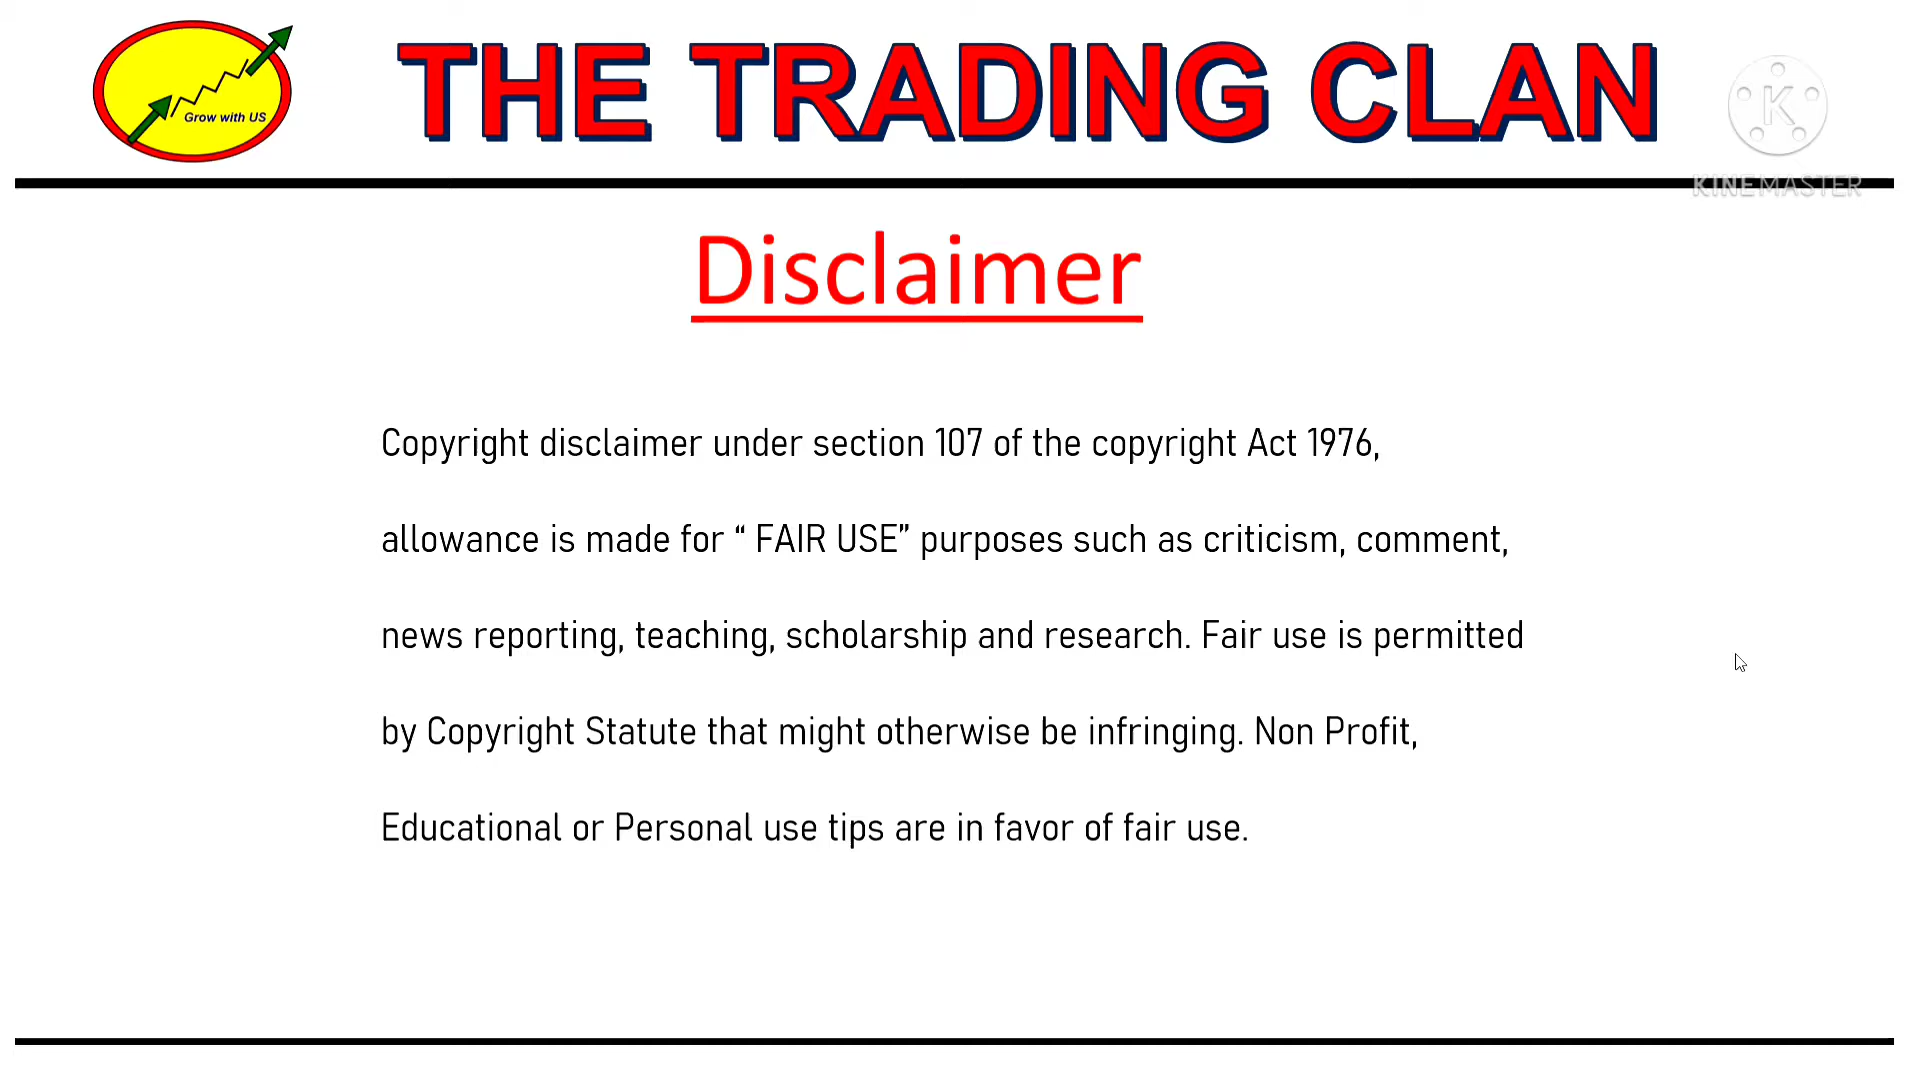 Grow with US
THE TRADING CLAN
K
KINEMASTER
Disclaimer
Copyright disclaimer under section 107 of the copyright Act 1976,
allowance is made for “ FAIR USE” purposes such as criticism, comment,
news reporting, teaching, scholarship and research. Fair use is permitted
by Copyright Statute that might otherwise be infringing. Non Profit,
Educational or Personal use tips are in favor of fair use.